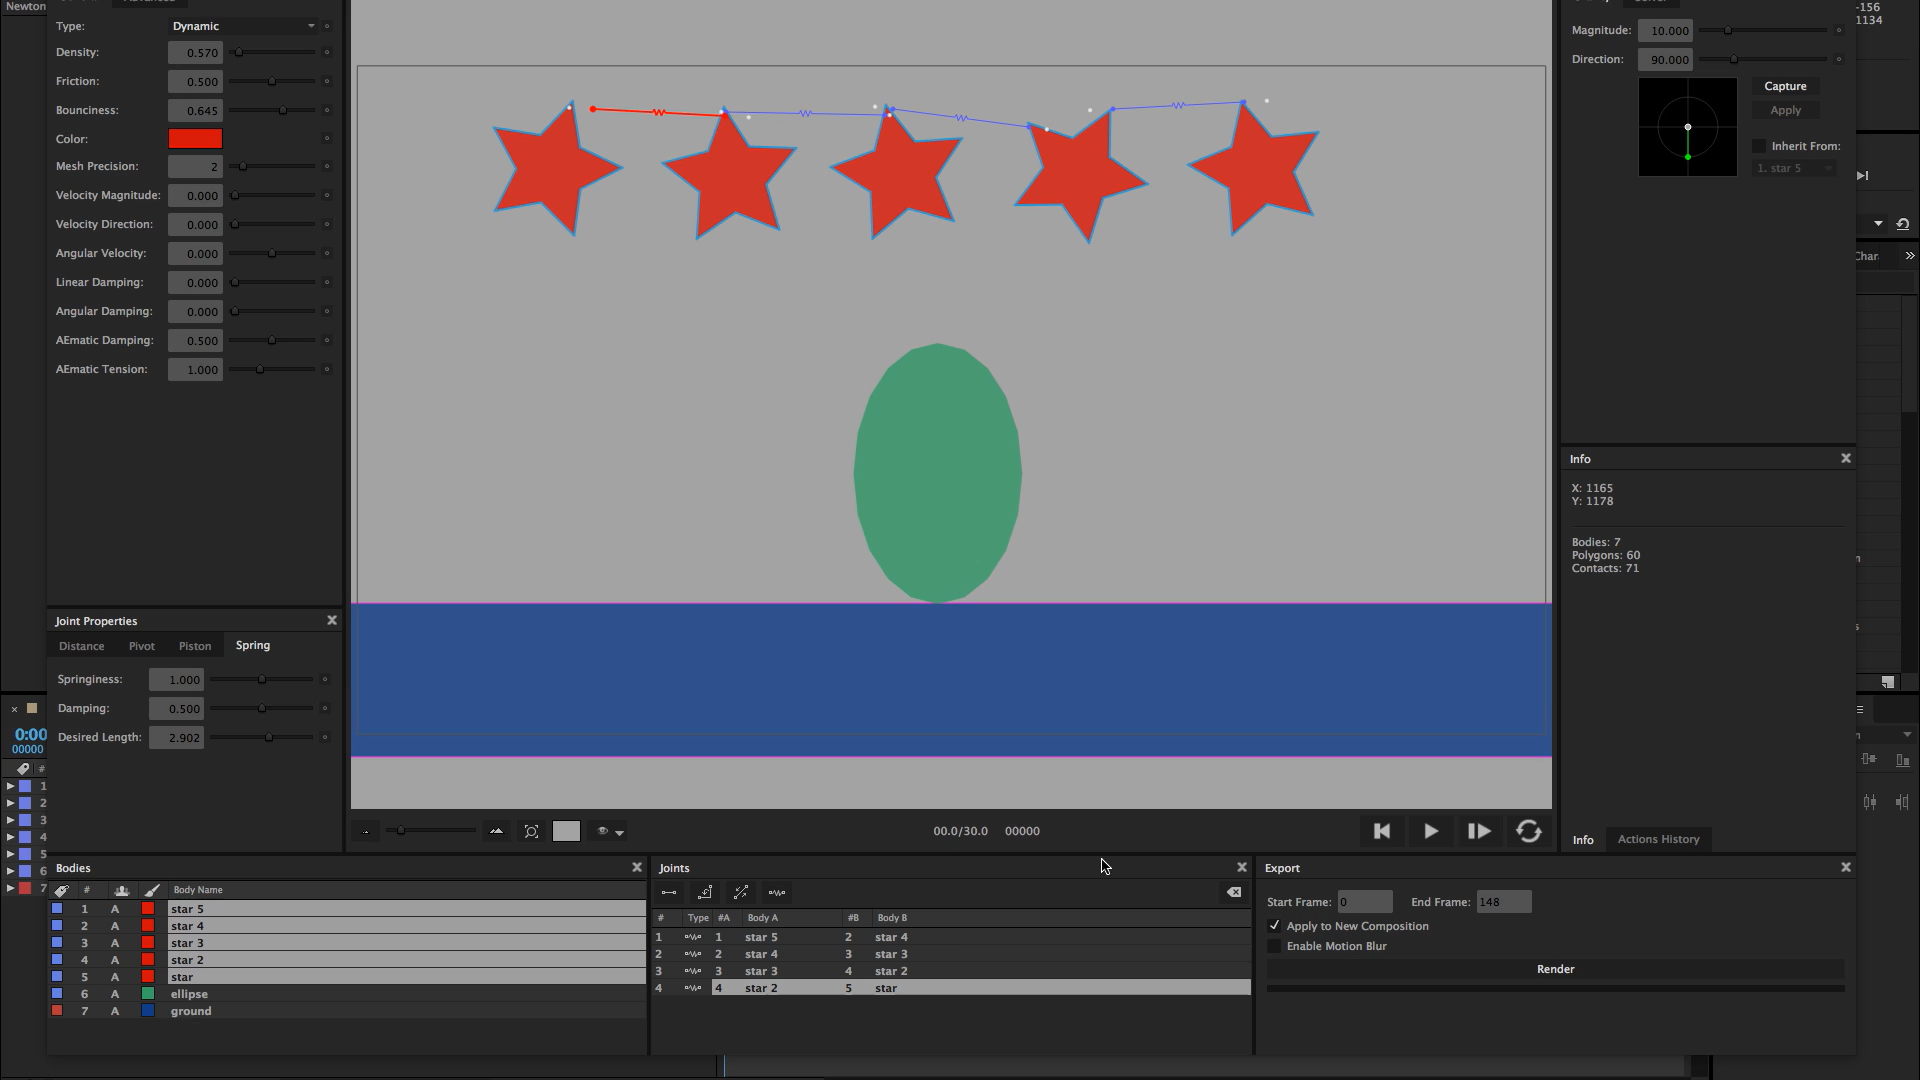 Newton
-156
1134
Type: Dynamic
Density: 0.570
Friction: 0.500
Bounciness: 0.645
Color:
Mesh Precision: 2
Velocity Magnitude: 0.000
Velocity Direction: 0.000
Angular Velocity: 0.000
Linear Damping: 0.000
Angular Damping: 0.000
AEmatic Damping: 0.500
AEmatic Tension: 1.000
Magnitude: 10.000
Direction: 90.000
Capture
Apply
Inherit From:
1. star 5
Char
Info
X: 1165
Y: 1178
Bodies: 7
Polygons: 60
Contacts: 71
Joint Properties
Distance Pivot Piston Spring
Springiness: 1.000
Damping: 0.500
Desired Length: 2.902
0:00
00000
#
1
2
3
4
5
6
7
00.0/30.0 00000
Info Actions History
Bodies
# Body Name
1 A star 5
2 A star 4
3 A star 3
4 A star 2
5 A star
6 A ellipse
7 A ground
Joints
# Type #A Body A #B Body B
1 1 star 5 2 star 4
2 2 star 4 3 star 3
3 3 star 3 4 star 2
4 4 star 2 5 star
Export
Start Frame: 0 End Frame: 148
Apply to New Composition
Enable Motion Blur
Render